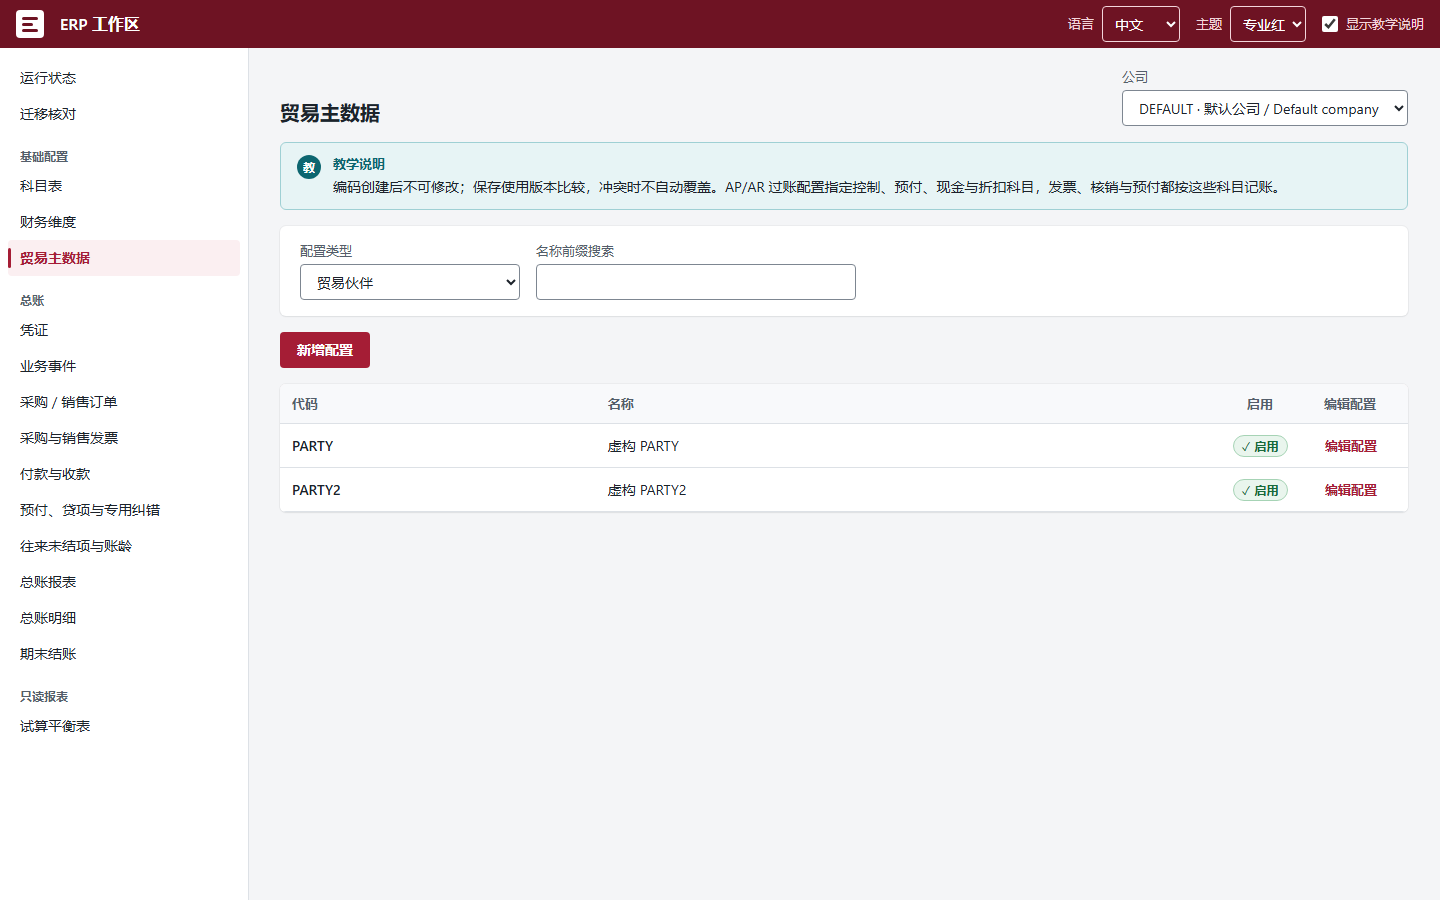 ERP 工作区
语言 中文 主题 专业红 显示教学说明
运行状态
迁移核对
基础配置
科目表
财务维度
贸易主数据
总账
凭证
业务事件
采购 / 销售订单
采购与销售发票
付款与收款
预付、贷项与专用纠错
往来未结项与账龄
总账报表
总账明细
期末结账
只读报表
试算平衡表
公司
贸易主数据
DEFAULT · 默认公司 / Default company
教 教学说明
编码创建后不可修改；保存使用版本比较，冲突时不自动覆盖。AP/AR 过账配置指定控制、预付、现金与折扣科目，发票、核销与预付都按这些科目记账。
配置类型 名称前缀搜索
贸易伙伴
新增配置
代码 名称 启用 编辑配置
PARTY 虚构 PARTY ✓ 启用 编辑配置
PARTY2 虚构 PARTY2 ✓ 启用 编辑配置